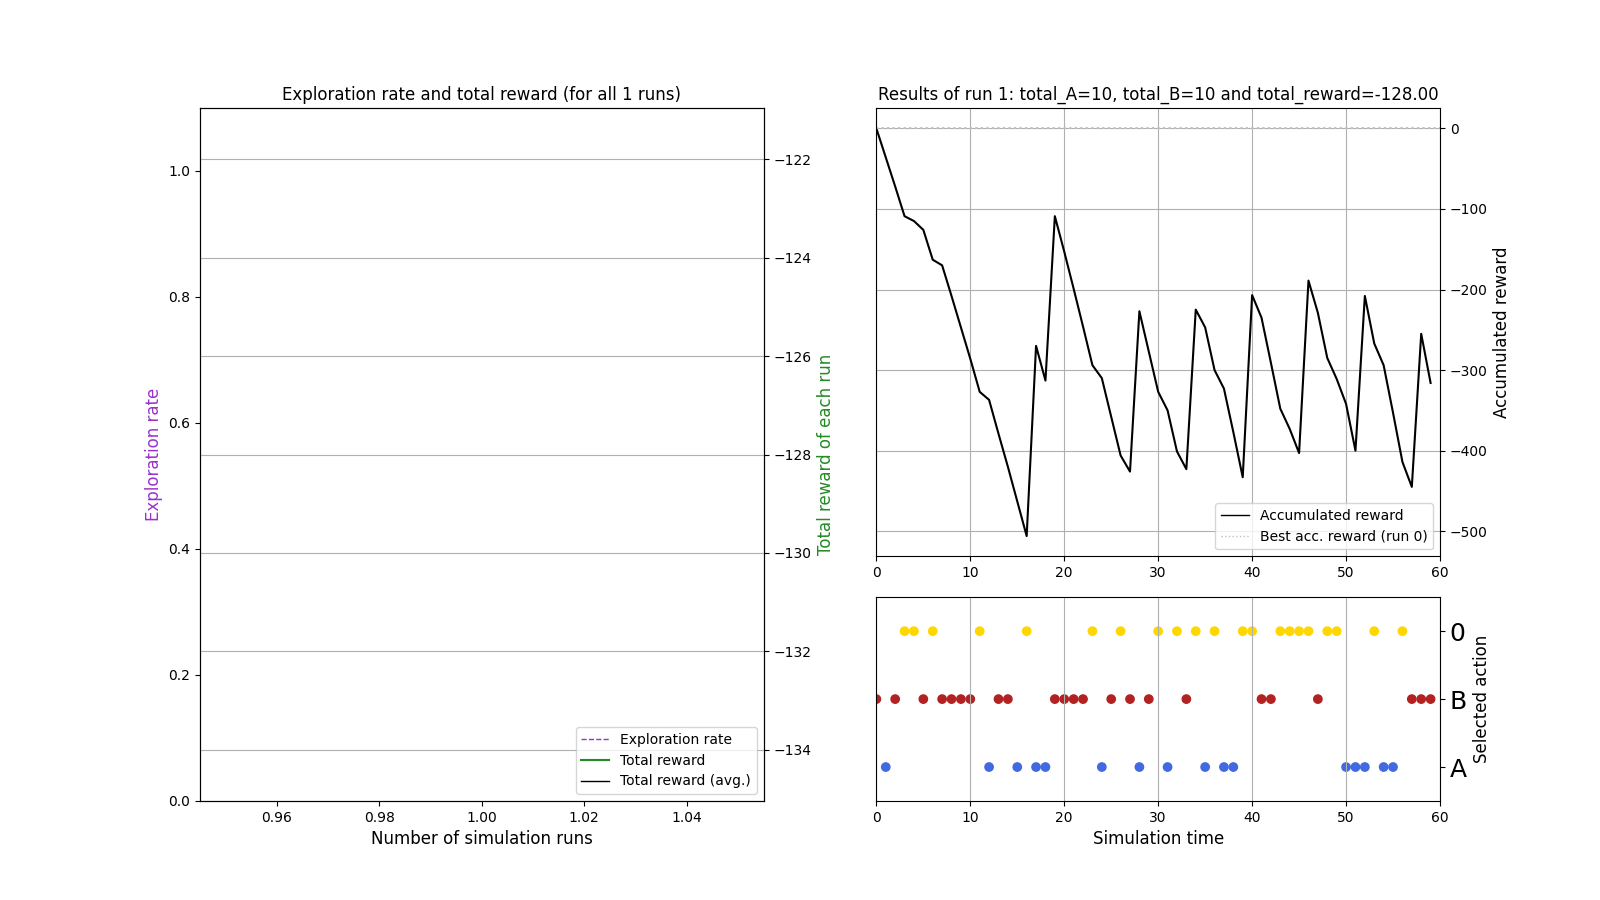 Exploration rate and total reward (for all 1 runs)
1.0
0.8
0.6
0.4
0.2
0.0
Exploration rate
−122
−124
−126
−128
−130
−132
−134
Total reward of each run
Exploration rate
Total reward
Total reward (avg.)
0.96 0.98 1.00 1.02 1.04
Number of simulation runs
Results of run 1: total_A=10, total_B=10 and total_reward=-128.00
0
−100
−200
−300
−400
−500
Accumulated reward
Accumulated reward
Best acc. reward (run 0)
0 10 20 30 40 50 60
0
B
A
Selected action
0 10 20 30 40 50 60
Simulation time